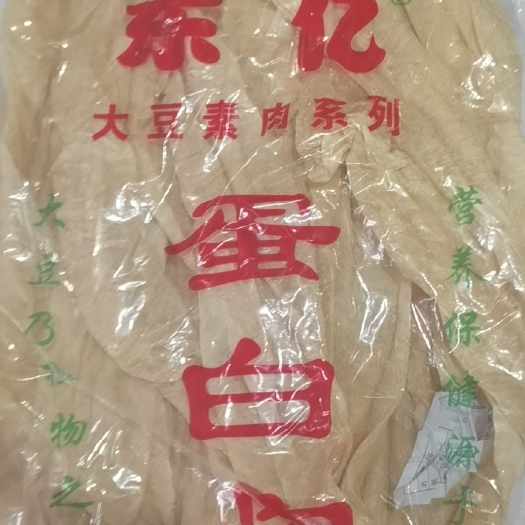 东亿
大豆素肉系列
蛋白
大豆乃 物之
营养保健源于